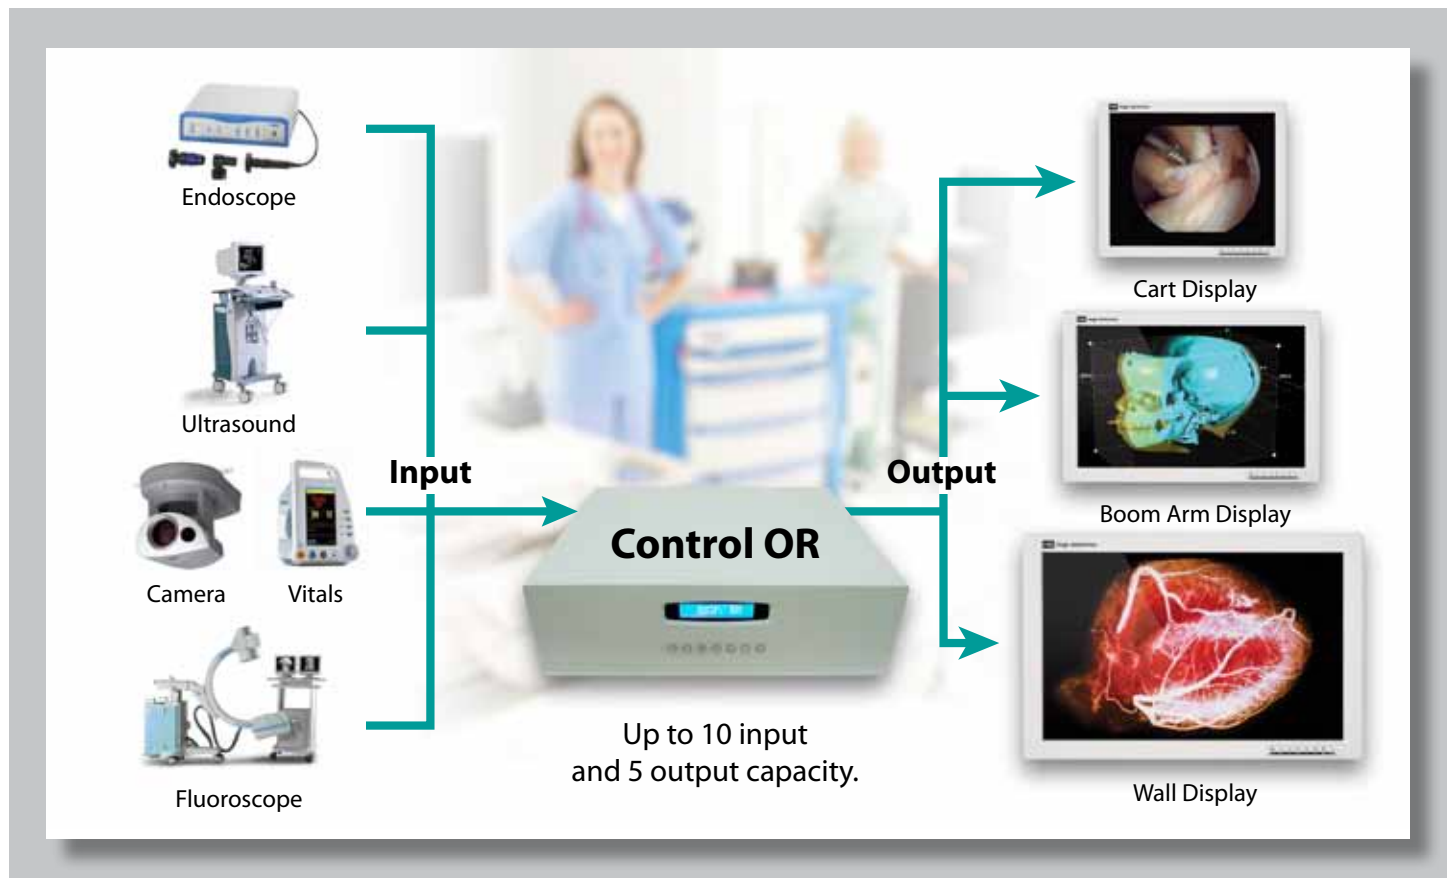 Endoscope
Ultrasound
Camera
Vitals
Fluoroscope
Input
Control OR
Up to 10 input
and 5 output capacity.
Output
Cart Display
Boom Arm Display
Wall Display